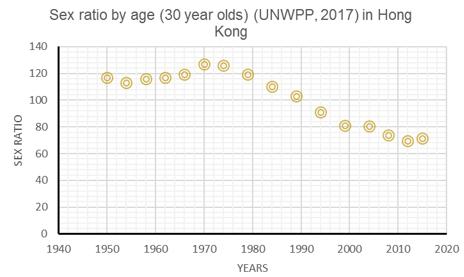 Sex ratio by age (30 year olds) (UNWPP, 2017) in Hong
Kong
140
120
100
80
60
40
20
0
SEX RATIO
1940 1950 1960 1970 1980 1990 2000 2010 2020
YEARS